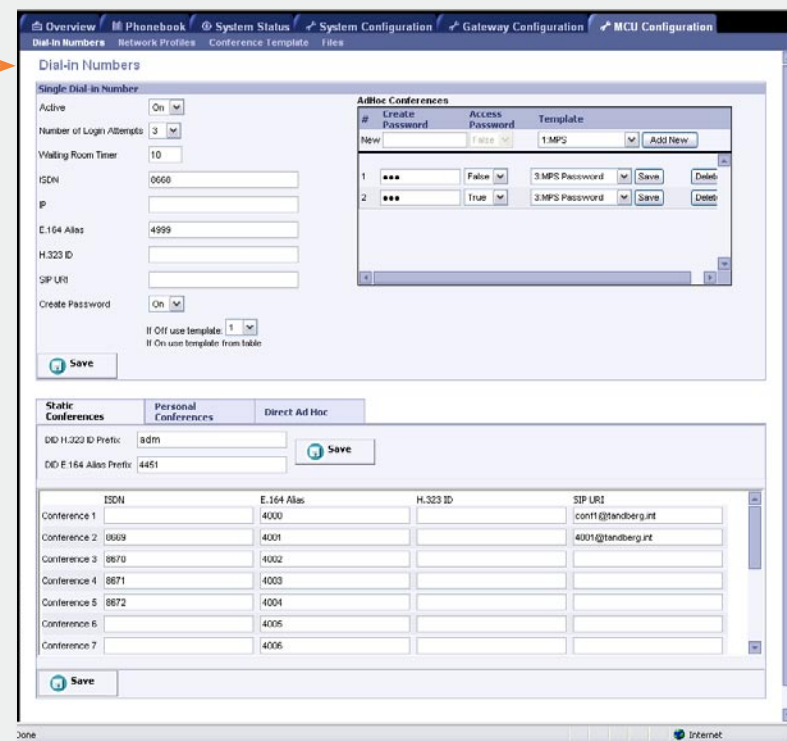 Overview Phonebook System Status System Configuration Gateway Configuration MCU Configuration
Dial-In Numbers Network Profiles Conference Template Files
Dial-in Numbers
Single Dial-in Number
Active On
Number of Login Attempts 3
Waiting Room Timer 10
ISDN 8668
IP
E.164 Alias 4999
H.323 ID
SIP URI
Create Password On
If Off use template: 1
If On use template from table
Save
AdHoc Conferences
# Create Password Access Password Template
New False 1:MPS Add New
1 ●●● False 3:MPS Password Save Delet
2 ●●● True 3:MPS Password Save Delet
Static Conferences Personal Conferences Direct Ad Hoc
DID H.323 ID Prefix adm
DID E.164 Alias Prefix 4451
Save
ISDN E.164 Alias H.323 ID SIP URI
Conference 1 4000 conf1@tandberg.int
Conference 2 8669 4001 4001@tandberg.int
Conference 3 8670 4002
Conference 4 8671 4003
Conference 5 8672 4004
Conference 6 4005
Conference 7 4006
Save
Done Internet